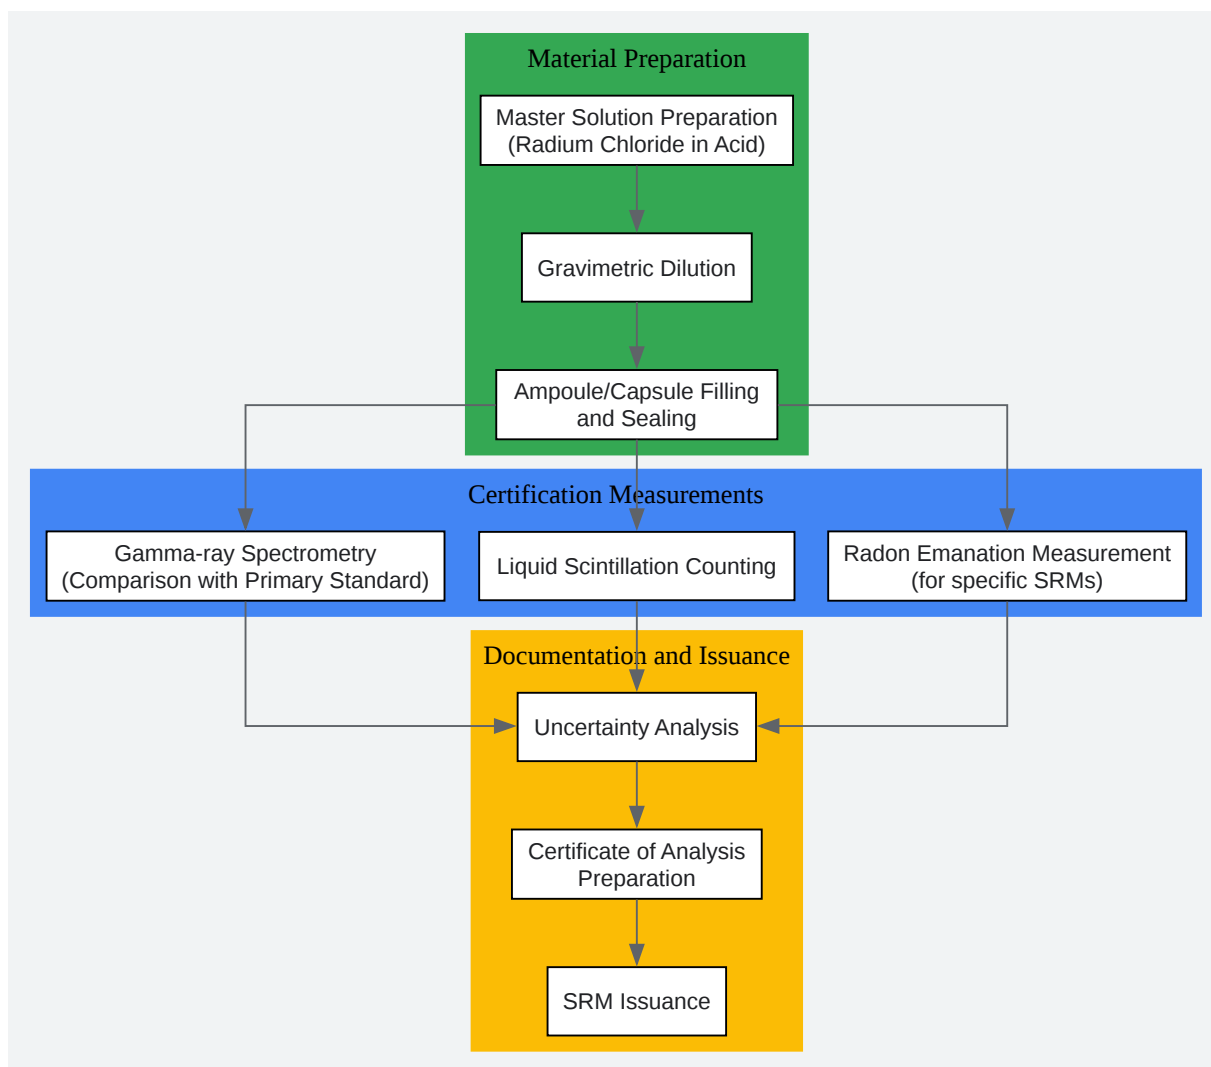 Material Preparation
Master Solution Preparation
(Radium Chloride in Acid)
Gravimetric Dilution
Ampoule/Capsule Filling
and Sealing
Certification Measurements
Gamma-ray Spectrometry
(Comparison with Primary Standard)
Liquid Scintillation Counting
Radon Emanation Measurement
(for specific SRMs)
Documentation and Issuance
Uncertainty Analysis
Certificate of Analysis
Preparation
SRM Issuance